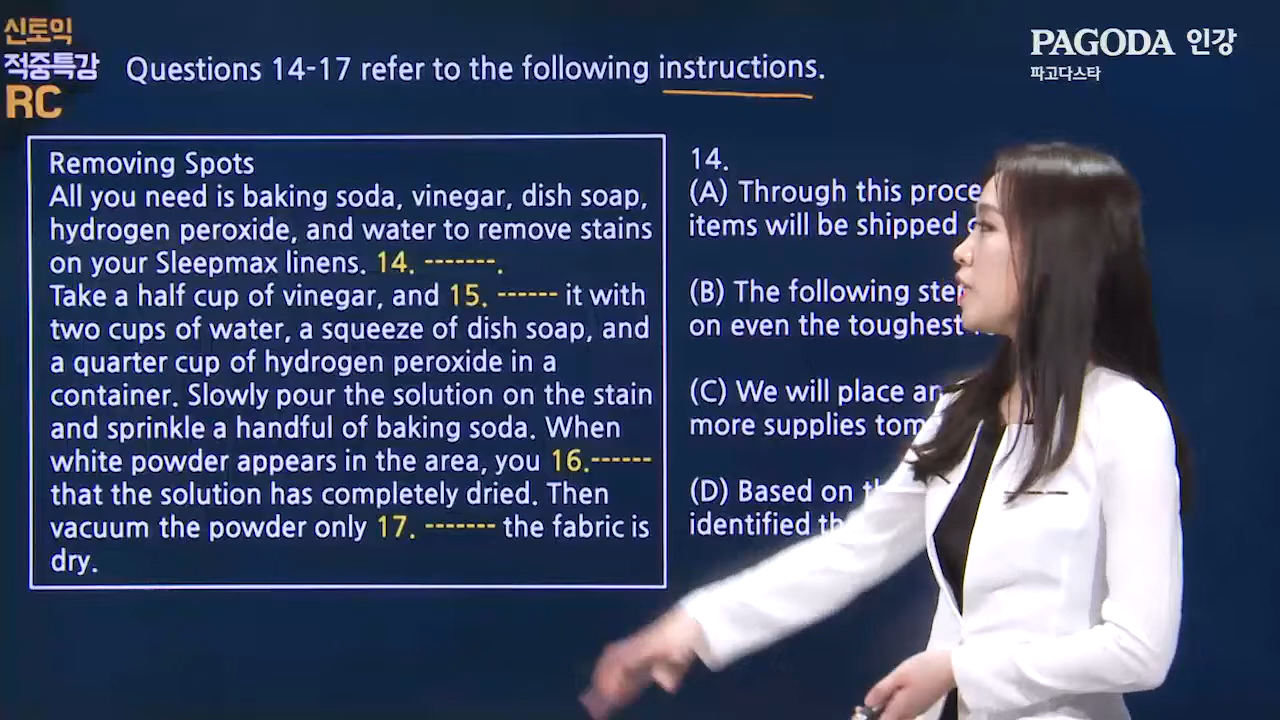 신토익
적중특강
RC
Questions 14-17 refer to the following instructions.
PAGODA 인강
파고다스타
Removing Spots
All you need is baking soda, vinegar, dish soap,
hydrogen peroxide, and water to remove stains
on your Sleepmax linens. 14. -------.
Take a half cup of vinegar, and 15. ------ it with
two cups of water, a squeeze of dish soap, and
a quarter cup of hydrogen peroxide in a
container. Slowly pour the solution on the stain
and sprinkle a handful of baking soda. When
white powder appears in the area, you 16.------
that the solution has completely dried. Then
vacuum the powder only 17. ------- the fabric is
dry.
14.
(A) Through this
items will be shipped
(B) The following
on even the toughest
(C) We will place
more supplies
(D) Based on
identified